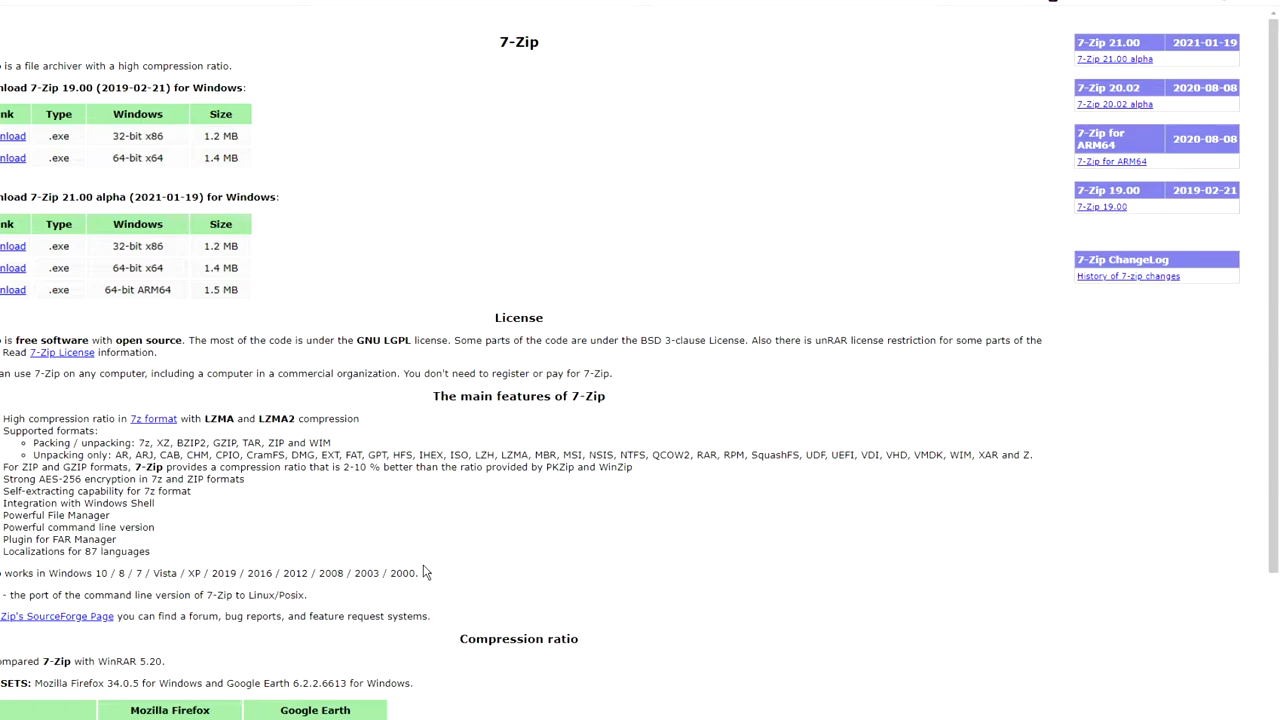 7-Zip
is a file archiver with a high compression ratio.
nload 7-Zip 19.00 (2019-02-21) for Windows:
nk Type Windows Size
nload .exe 32-bit x86 1.2 MB
nload .exe 64-bit x64 1.4 MB
nload 7-Zip 21.00 alpha (2021-01-19) for Windows:
nk Type Windows Size
nload .exe 32-bit x86 1.2 MB
nload .exe 64-bit x64 1.4 MB
nload .exe 64-bit ARM64 1.5 MB
License
is free software with open source. The most of the code is under the GNU LGPL license. Some parts of the code are under the BSD 3-clause License. Also there is unRAR license restriction for some parts of the
Read 7-Zip License information.
an use 7-Zip on any computer, including a computer in a commercial organization. You don't need to register or pay for 7-Zip.
The main features of 7-Zip
High compression ratio in 7z format with LZMA and LZMA2 compression
Supported formats:
Packing / unpacking: 7z, XZ, BZIP2, GZIP, TAR, ZIP and WIM
Unpacking only: AR, ARJ, CAB, CHM, CPIO, CramFS, DMG, EXT, FAT, GPT, HFS, IHEX, ISO, LZH, LZMA, MBR, MSI, NSIS, NTFS, QCOW2, RAR, RPM, SquashFS, UDF, UEFI, VDI, VHD, VMDK, WIM, XAR and Z.
For ZIP and GZIP formats, 7-Zip provides a compression ratio that is 2-10 % better than the ratio provided by PKZip and WinZip
Strong AES-256 encryption in 7z and ZIP formats
Self-extracting capability for 7z format
Integration with Windows Shell
Powerful File Manager
Powerful command line version
Plugin for FAR Manager
Localizations for 87 languages
works in Windows 10 / 8 / 7 / Vista / XP / 2019 / 2016 / 2012 / 2008 / 2003 / 2000.
- the port of the command line version of 7-Zip to Linux/Posix.
Zip's SourceForge Page you can find a forum, bug reports, and feature request systems.
Compression ratio
ompared 7-Zip with WinRAR 5.20.
SETS: Mozilla Firefox 34.0.5 for Windows and Google Earth 6.2.2.6613 for Windows.
Mozilla Firefox Google Earth
7-Zip 21.00 2021-01-19
7-Zip 21.00 alpha
7-Zip 20.02 2020-08-08
7-Zip 20.02 alpha
7-Zip for ARM64 2020-08-08
7-Zip for ARM64
7-Zip 19.00 2019-02-21
7-Zip 19.00
7-Zip ChangeLog
History of 7-zip changes